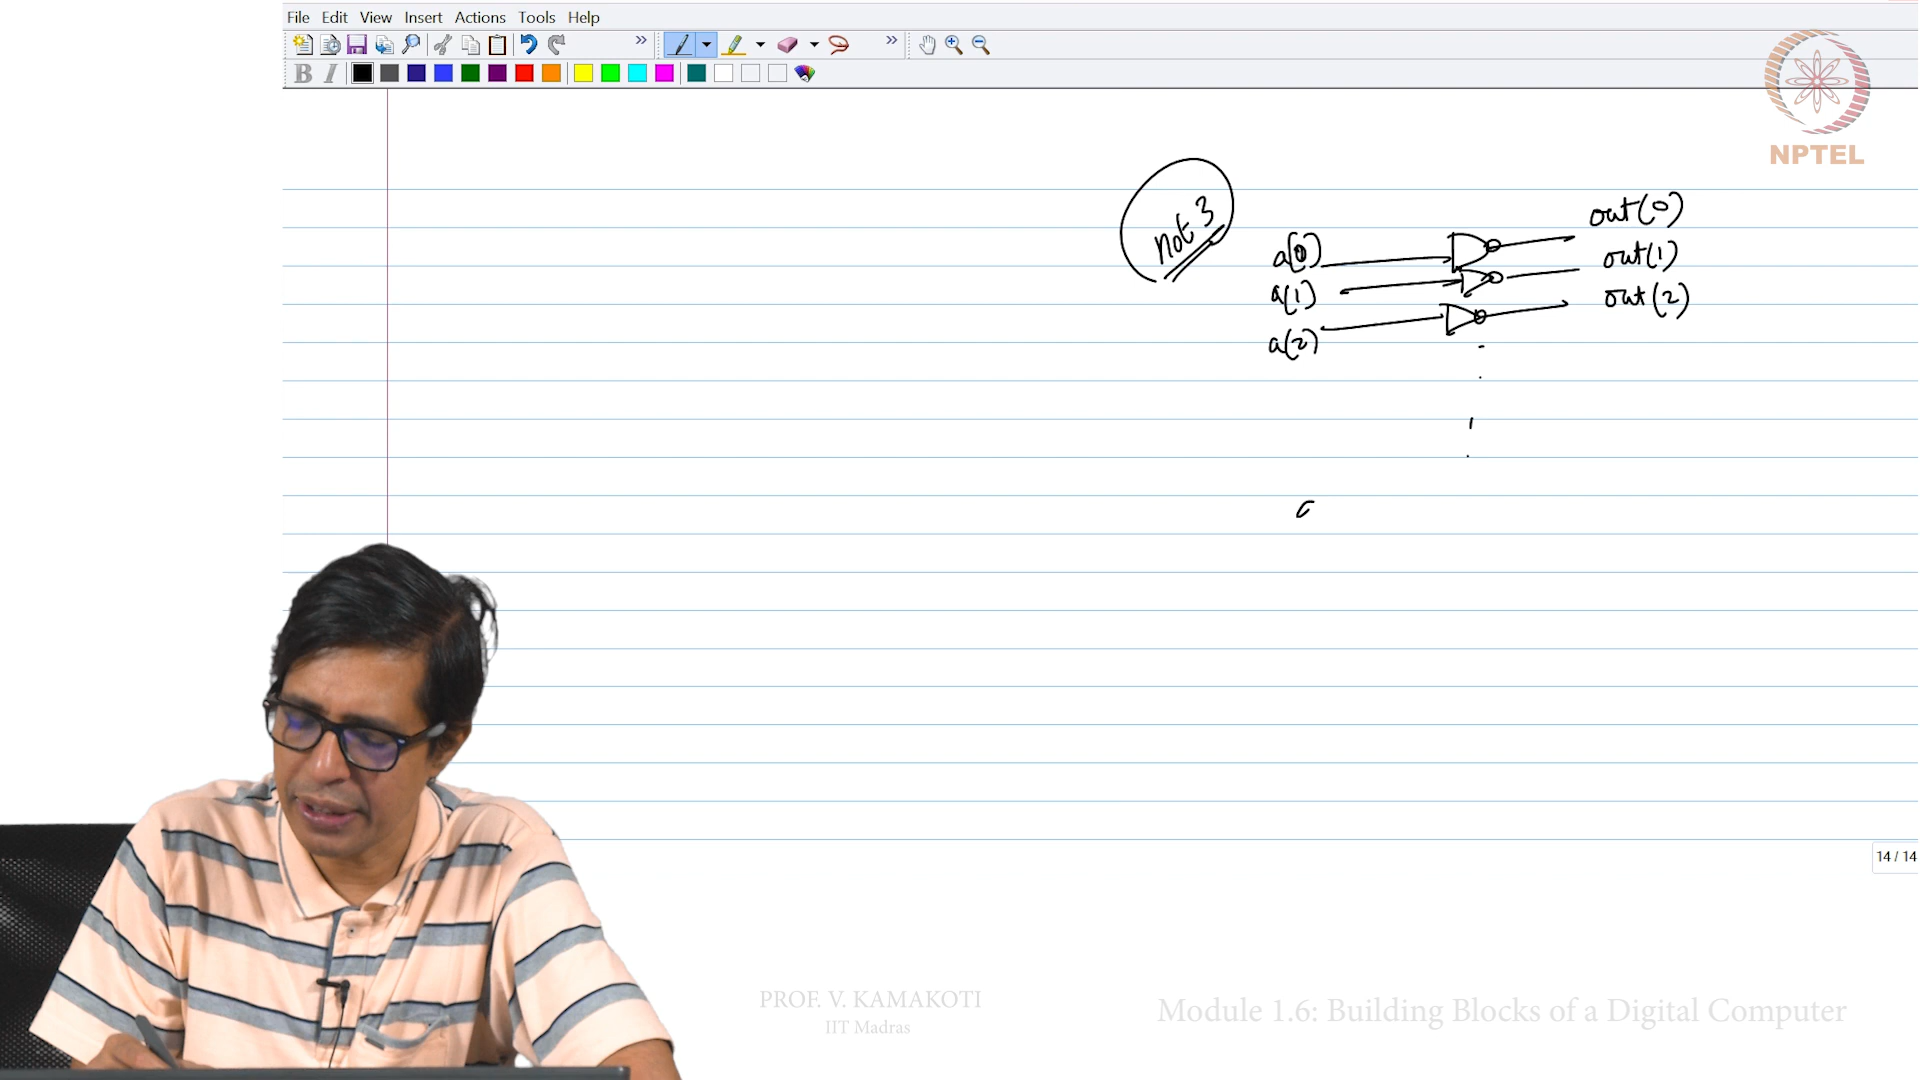 File Edit View Insert Actions Tools Help
B I
NPTEL
not 3
a(0) out(0)
a(1) out(1)
a(2) out(2)
a
14 / 14
PROF. V. KAMAKOTI
IIT Madras
Module 1.6: Building Blocks of a Digital Computer